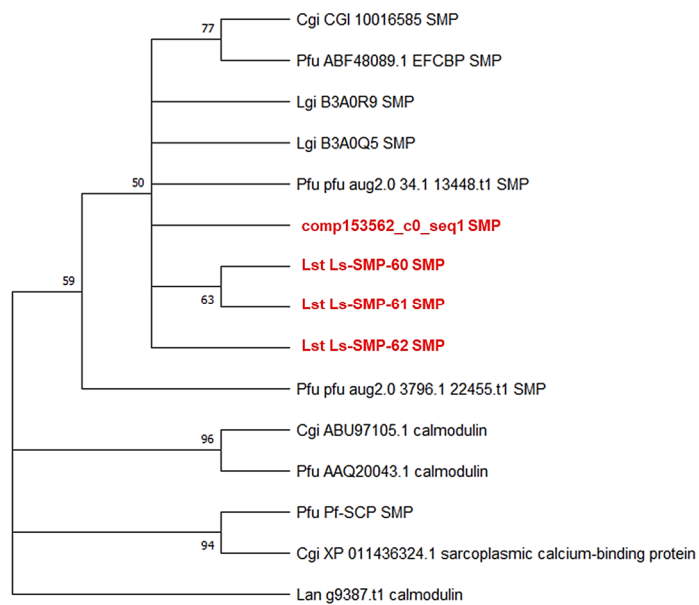 Cgi CGI 10016585 SMP
77
Pfu ABF48089.1 EFCBP SMP
Lgi B3A0R9 SMP
Lgi B3A0Q5 SMP
50
Pfu pfu aug2.0 34.1 13448.t1 SMP
comp153562_c0_seq1 SMP
Lst Ls-SMP-60 SMP
59
63
Lst Ls-SMP-61 SMP
Lst Ls-SMP-62 SMP
Pfu pfu aug2.0 3796.1 22455.t1 SMP
Cgi ABU97105.1 calmodulin
96
Pfu AAQ20043.1 calmodulin
Pfu Pf-SCP SMP
94
Cgi XP 011436324.1 sarcoplasmic calcium-binding protein
Lan g9387.t1 calmodulin